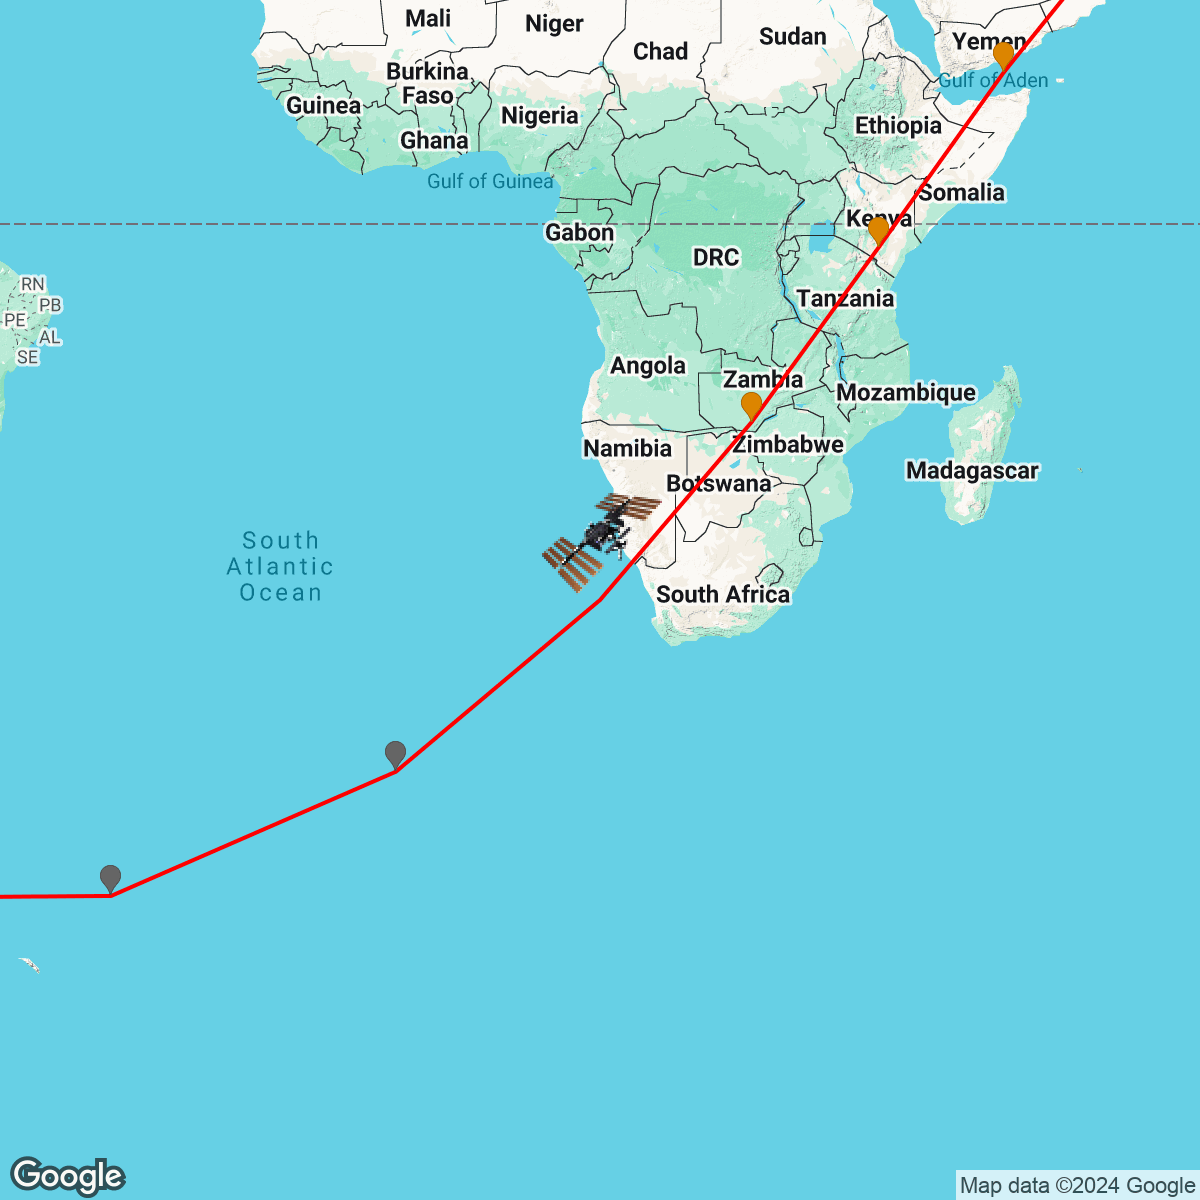 Mali
Niger
Chad
Sudan
Yemen
Gulf of Aden
Burkina
Faso
Guinea
Nigeria
Ghana
Ethiopia
Gulf of Guinea
Somalia
Kenya
Gabon
DRC
RN
PB
PE
AL
SE
Tanzania
Angola
Zambia
Mozambique
Namibia
Zimbabwe
Botswana
Madagascar
South
Atlantic
Ocean
South Africa
Google
Map data ©2024 Google